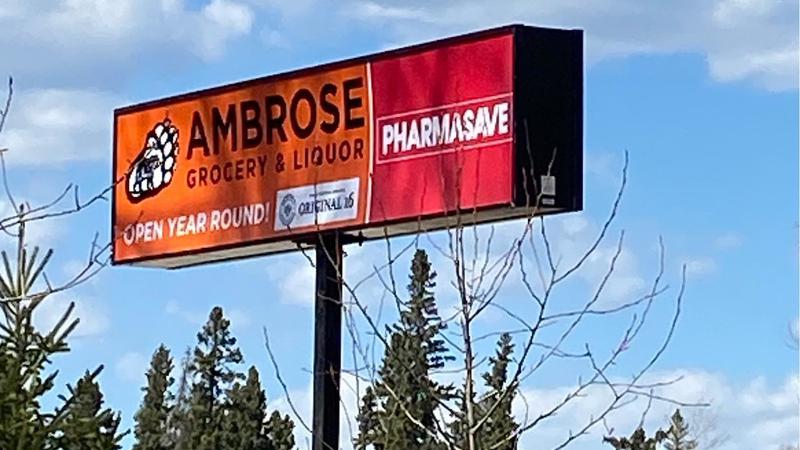 AMBROSE
GROCERY & LIQUOR
OPEN YEAR ROUND!
ORIGINAL 16
PHARMASAVE